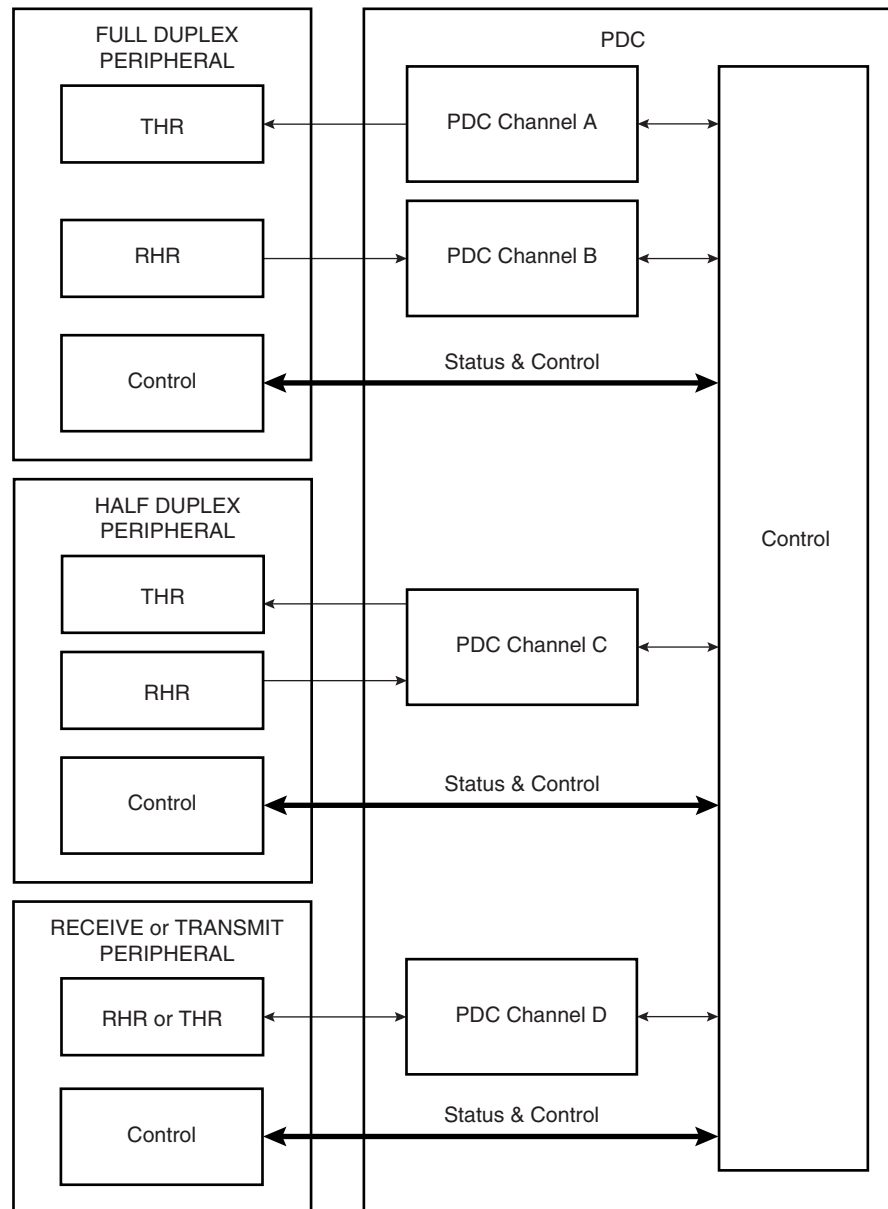 FULL DUPLEX
PERIPHERAL
THR
RHR
Control
PDC
PDC Channel A
PDC Channel B
Status & Control
HALF DUPLEX
PERIPHERAL
THR
RHR
Control
PDC Channel C
Status & Control
Control
RECEIVE or TRANSMIT
PERIPHERAL
RHR or THR
Control
PDC Channel D
Status & Control